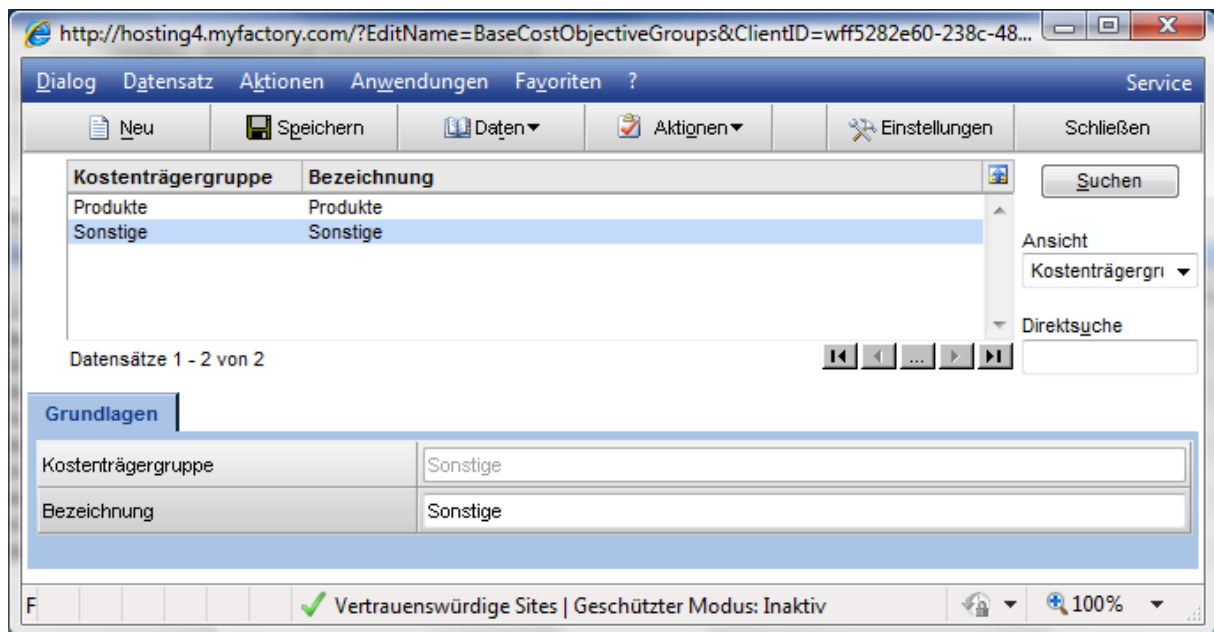 http://hosting4.myfactory.com/?EditName=BaseCostObjectiveGroups&ClientID=wff5282e60-238c-48...
Dialog Datensatz Aktionen Anwendungen Favoriten ? Service
Neu Speichern Daten Aktionen Einstellungen Schließen
Kostenträgergruppe Bezeichnung
Suchen
Produkte Produkte
Sonstige Sonstige
Ansicht
Kostenträgergru
Direktsuche
Datensätze 1 - 2 von 2
...
Grundlagen
Kostenträgergruppe Sonstige
Bezeichnung Sonstige
F Vertrauenswürdige Sites | Geschützter Modus: Inaktiv 100%